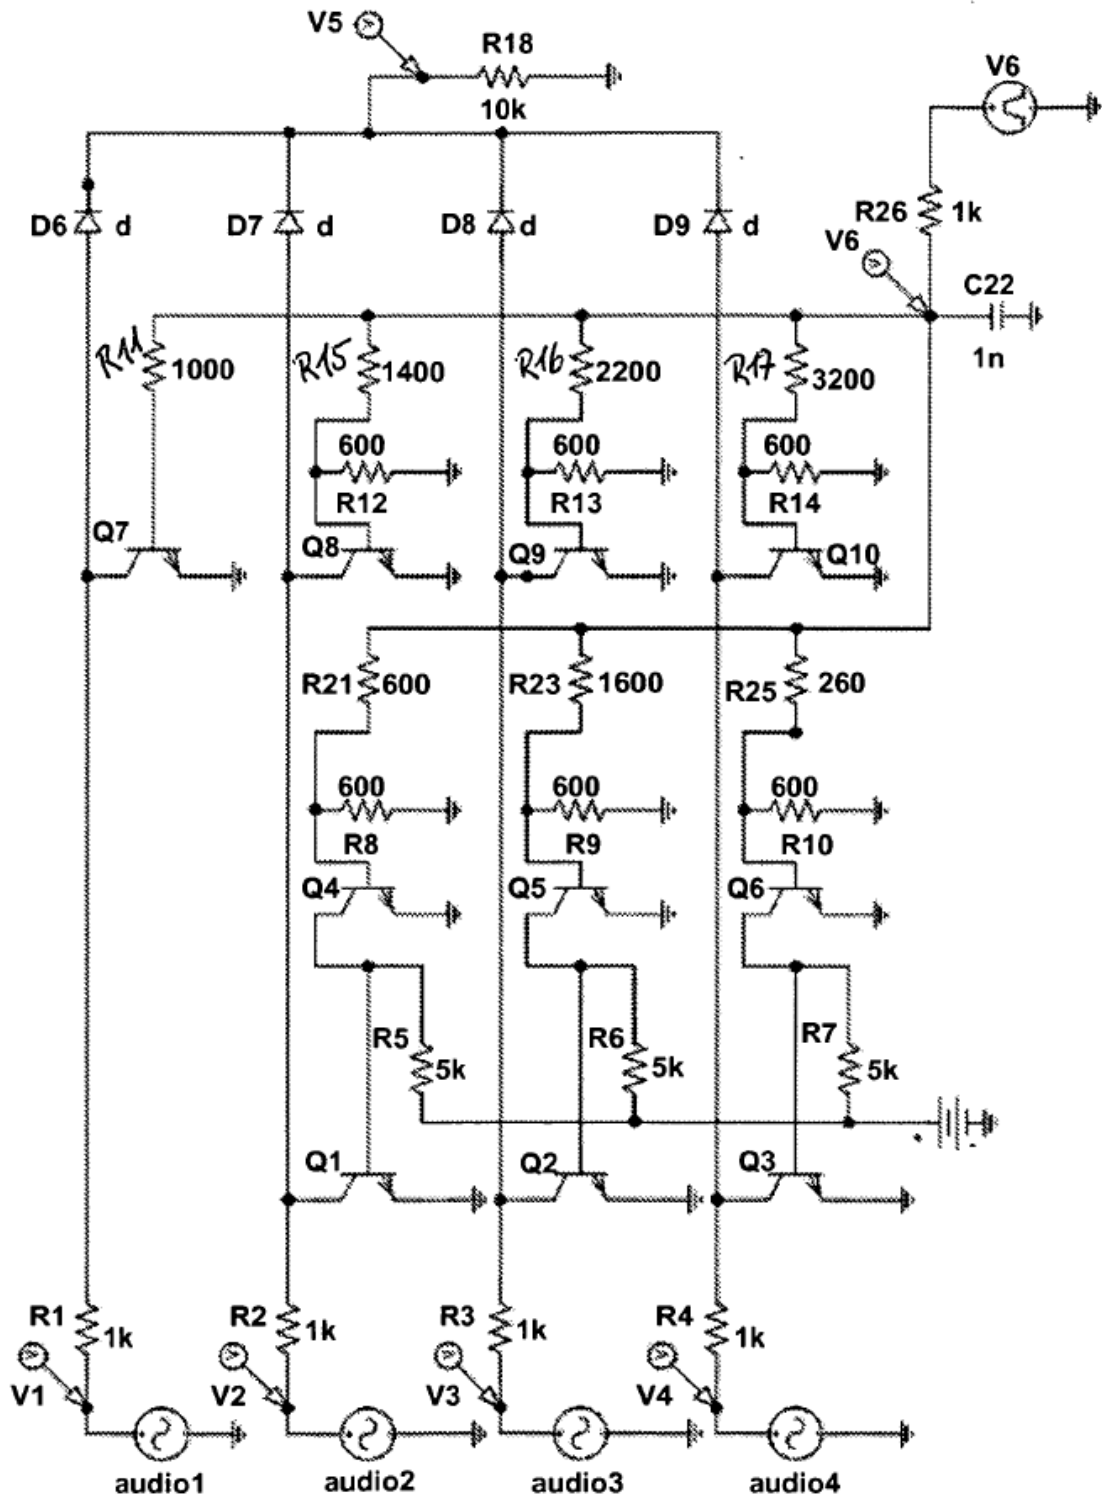 V5
R18
10k
V6
D6 d
D7 d
D8 d
D9 d
R26 1k
V6
C22
1n
R11 1000
R15 1400
R16 2200
R17 3200
600
600
600
R12
R13
R14
Q7
Q8
Q9
Q10
R21 600
R23 1600
R25 260
600
600
600
R8
R9
R10
Q4
Q5
Q6
R5 5k
R6 5k
R7 5k
Q1
Q2
Q3
R1 1k
R2 1k
R3 1k
R4 1k
V1
V2
V3
V4
audio1
audio2
audio3
audio4